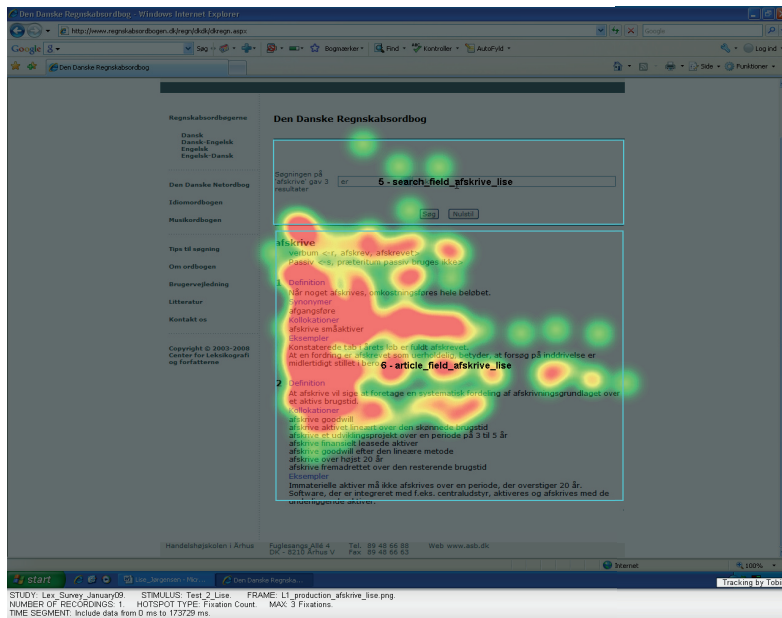 Den Danske Regnskabsordbog - Windows Internet Explorer
http://www.regnskabsordbogen.dk/regn/dkdk/dkregn.aspx
Google
Google
Søg
Bogmærker
Find
Kontroller
AutoFyld
Log ind
Den Danske Regnskabsordbog
Side
Funktioner
Regnskabsordbøgerne
Dansk
Dansk-Engelsk
Engelsk
Engelsk-Dansk
Den Danske Netordbog
Idiomordbogen
Musikordbogen
Tips til søgning
Om ordbogen
Brugervejledning
Litteratur
Kontakt os
Copyright © 2003-2008
Center for Leksikografi
og forfatterne
Den Danske Regnskabsordbog
Søgningen på
'afskrive' gav 3
resultater
er
5 - search_field_afskrive_lise
Søg
Nulstil
afskrive
verbum <-r, afskrev, afskrevet>
Passiv <-s, præteritum passiv bruges ikke>
1 Definition
Når noget afskrives, omkostningsføres hele beløbet.
Synonymer
afgangsføre
Kollokationer
afskrive småaktiver
Eksempler
Konstaterede tab i årets løb er fuldt afskrevet.
At en fordring er afskrevet som uerholdelig, betyder, at forsøg på inddrivelse er
midlertidigt stillet i bero
6 - article_field_afskrive_lise
2 Definition
At afskrive vil sige at foretage en systematisk fordeling af afskrivningsgrundlaget over
et aktivs brugstid.
Kollokationer
afskrive goodwill
afskrive aktivet lineært over den skønnede brugstid
afskrive et udviklingsprojekt over en periode på 3 til 5 år
afskrive finansielt leasede aktiver
afskrive goodwill efter den lineære metode
afskrive over højst 20 år
afskrive fremadrettet over den resterende brugstid
Eksempler
Immaterielle aktiver må ikke afskrives over en periode, der overstiger 20 år.
Software, der er integreret med f.eks. centraludstyr, aktiveres og afskrives med de
underliggende aktiver.
Handelshøjskolen i Århus
Fuglesangs Allé 4
DK - 8210 Århus V
Tel. 89 48 66 88
Fax 89 48 66 63
Web www.asb.dk
Internet
100%
start
Lise_Jørgensen - Micr...
Den Danske Regnska...
Tracking by Tobi
STUDY: Lex_Survey_January09. STIMULUS: Test_2_Lise. FRAME: L1_production_afskrive_lise.png.
NUMBER OF RECORDINGS: 1. HOTSPOT TYPE: Fixation Count. MAX: 3 Fixations.
TIME SEGMENT: Include data from 0 ms to 173729 ms.